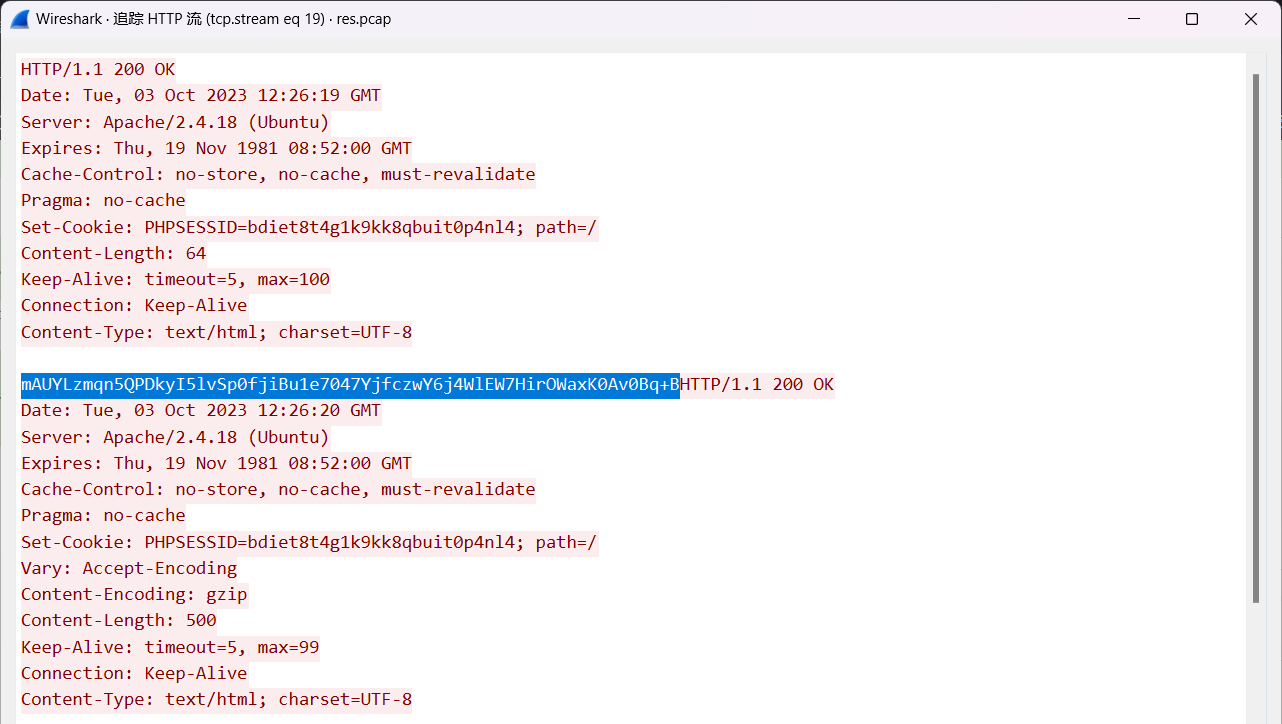 Wireshark · 追踪 HTTP 流 (tcp.stream eq 19) · res.pcap
HTTP/1.1 200 OK
Date: Tue, 03 Oct 2023 12:26:19 GMT
Server: Apache/2.4.18 (Ubuntu)
Expires: Thu, 19 Nov 1981 08:52:00 GMT
Cache-Control: no-store, no-cache, must-revalidate
Pragma: no-cache
Set-Cookie: PHPSESSID=bdiet8t4g1k9kk8qbuit0p4nl4; path=/
Content-Length: 64
Keep-Alive: timeout=5, max=100
Connection: Keep-Alive
Content-Type: text/html; charset=UTF-8
mAUYLzmqn5QPDkyI5lvSp0fjiBu1e7047YjfczwY6j4WlEW7HirOWaxK0Av0Bq+BHTTP/1.1 200 OK
Date: Tue, 03 Oct 2023 12:26:20 GMT
Server: Apache/2.4.18 (Ubuntu)
Expires: Thu, 19 Nov 1981 08:52:00 GMT
Cache-Control: no-store, no-cache, must-revalidate
Pragma: no-cache
Set-Cookie: PHPSESSID=bdiet8t4g1k9kk8qbuit0p4nl4; path=/
Vary: Accept-Encoding
Content-Encoding: gzip
Content-Length: 500
Keep-Alive: timeout=5, max=99
Connection: Keep-Alive
Content-Type: text/html; charset=UTF-8